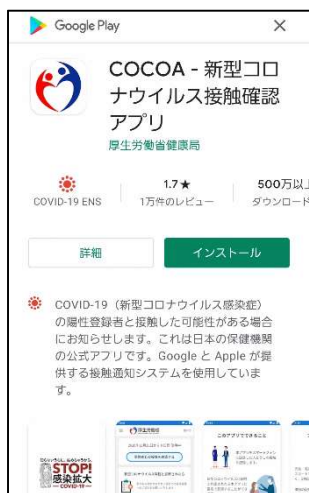 Google Play
COCOA - 新型コロ
ナウイルス接触確認
アプリ
厚生労働省健康局
COVID-19 ENS
1.7★
1万件のレビュー
500万以上
ダウンロード
詳細
インストール
COVID-19（新型コロナウイルス感染症）
の陽性登録者と接触した可能性がある場合
にお知らせします。これは日本の保健機関
の公式アプリです。Google と Apple が提
供する接触通知システムを使用していま
す。
STOP!
感染拡大
COVID-19
厚生労働省
このアプリでできること